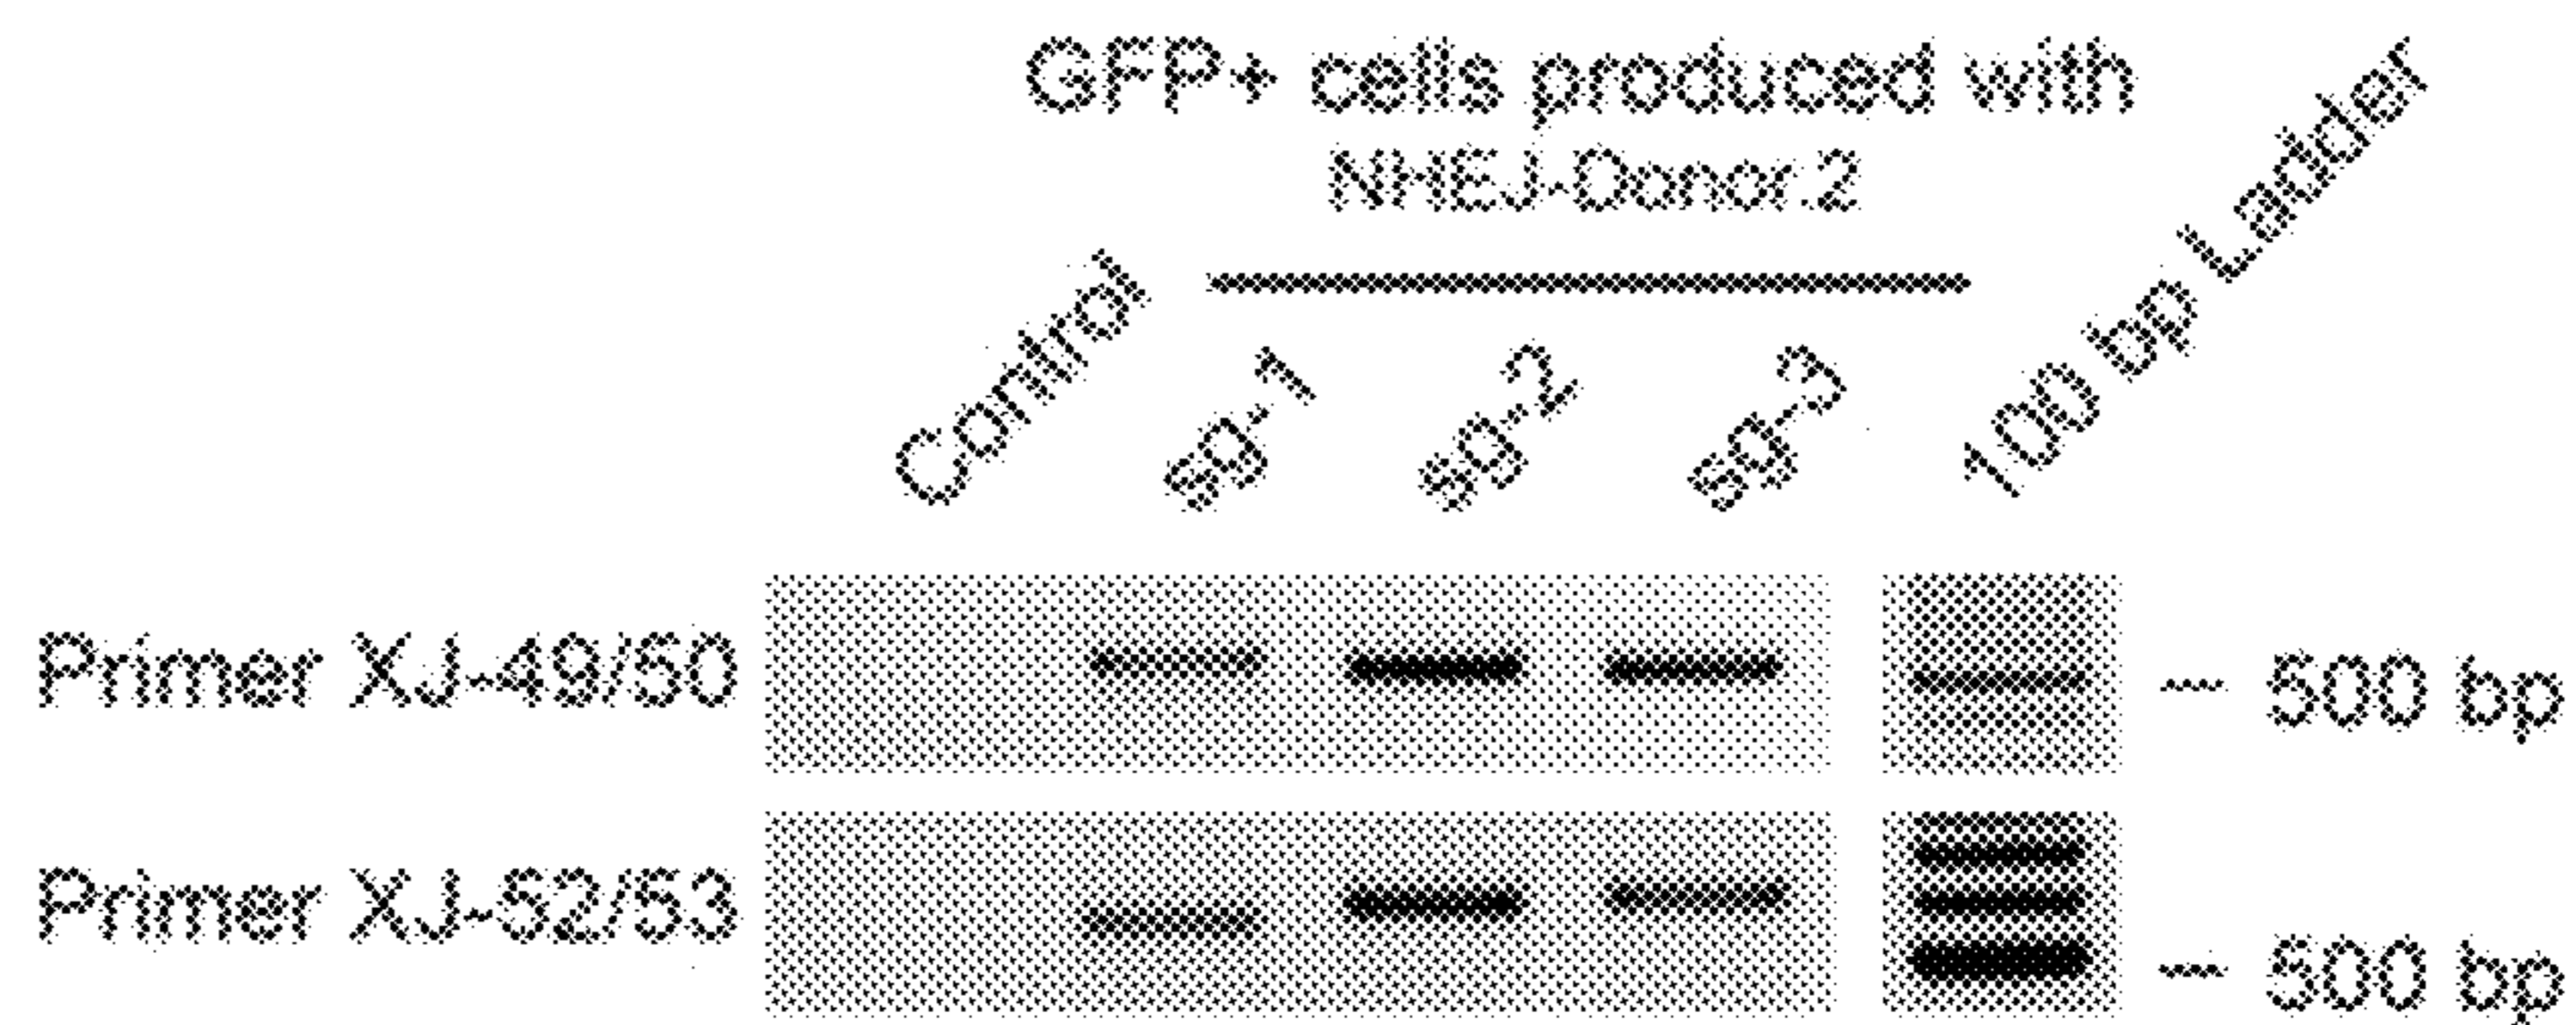 GFP+ cells produced with
NHEJ-Donor.2
Control
sg-1
sg-2
sg-3
100 bp Ladder
Primer XJ-49/50
– 500 bp
Primer XJ-52/53
– 500 bp